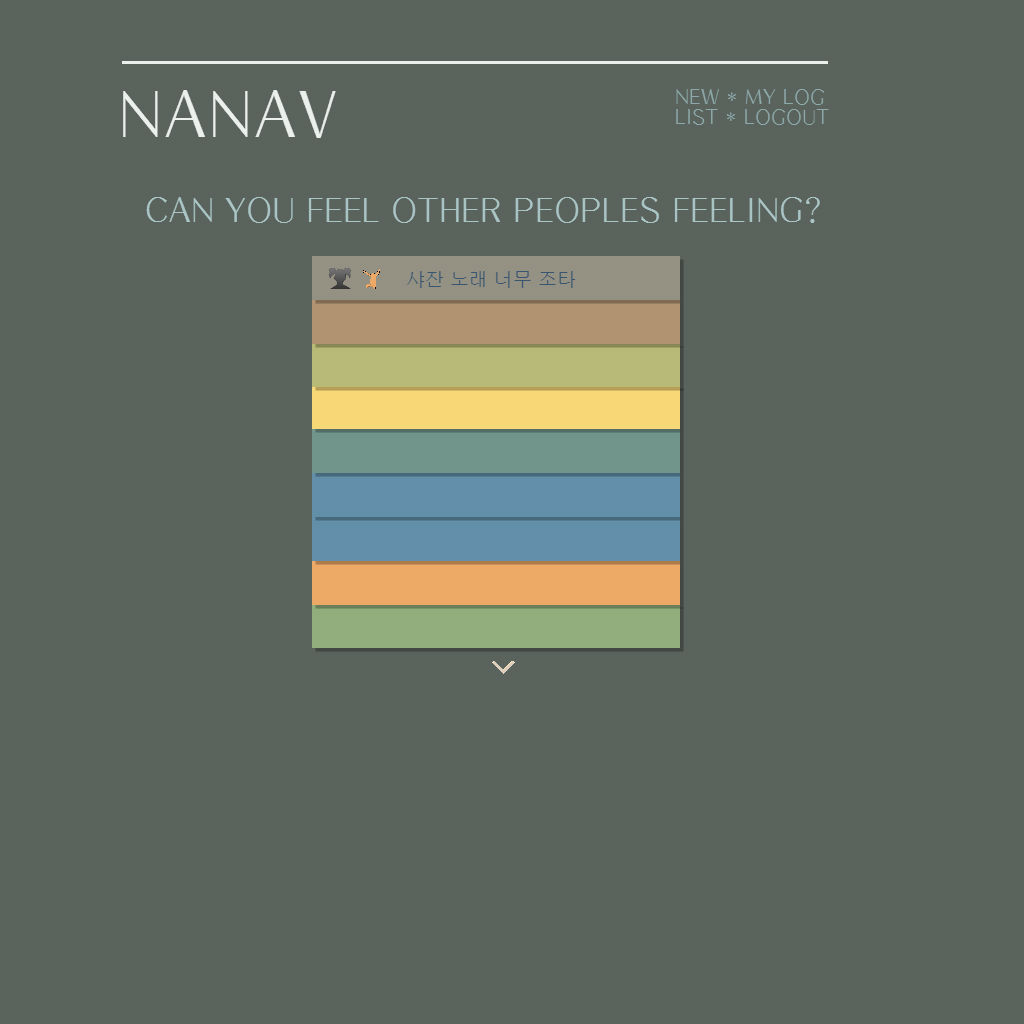 NANAV
NEW * MY LOG
LIST * LOGOUT
CAN YOU FEEL OTHER PEOPLES FEELING?
샤잔 노래 너무 조타